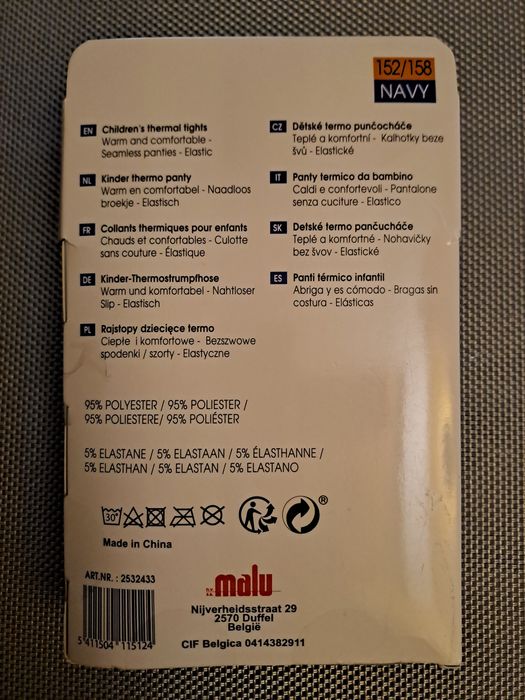 152/158
NAVY
EN Children's thermal tights
Warm and comfortable -
Seamless panties - Elastic
NL Kinder thermo panty
Warm en comfortabel - Naadloos
broekje - Elastisch
FR Collants thermiques pour enfants
Chauds et confortables - Culotte
sans couture - Élastique
DE Kinder-Thermostrumpfhose
Warm und komfortabel - Nahtloser
Slip - Elastisch
PL Rajstopy dziecięce termo
Ciepłe i komfortowe - Bezszwowe
spodenki / szorty - Elastyczne
CZ Dětské termo punčocháče
Teplé a komfortní - Kalhotky beze
švů - Elastické
IT Panty termico da bambino
Caldi e confortevoli - Pantalone
senza cuciture - Elastico
SK Detské termo pančucháče
Teplé a komfortné - Nohavičky
bez švov - Elastické
ES Panti térmico infantil
Abriga y es cómodo - Bragas sin
costura - Elásticas
95% POLYESTER / 95% POLIESTER /
95% POLIESTERE/ 95% POLIÉSTER
5% ELASTANE / 5% ELASTAAN / 5% ÉLASTHANNE /
5% ELASTHAN / 5% ELASTAN / 5% ELASTANO
30°
®
Made in China
ART.NR. : 2532433
5 411504 115124
malu
Nijverheidsstraat 29
2570 Duffel
België
CIF Belgica 0414382911